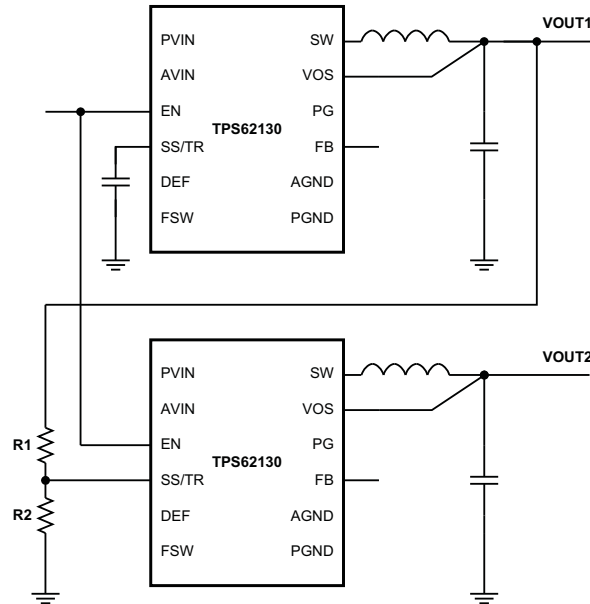 VOUT1
PVIN SW
AVIN VOS
EN PG
TPS62130
SS/TR FB
DEF AGND
FSW PGND
VOUT2
PVIN SW
AVIN VOS
R1 EN PG
TPS62130
SS/TR FB
R2 DEF AGND
FSW PGND